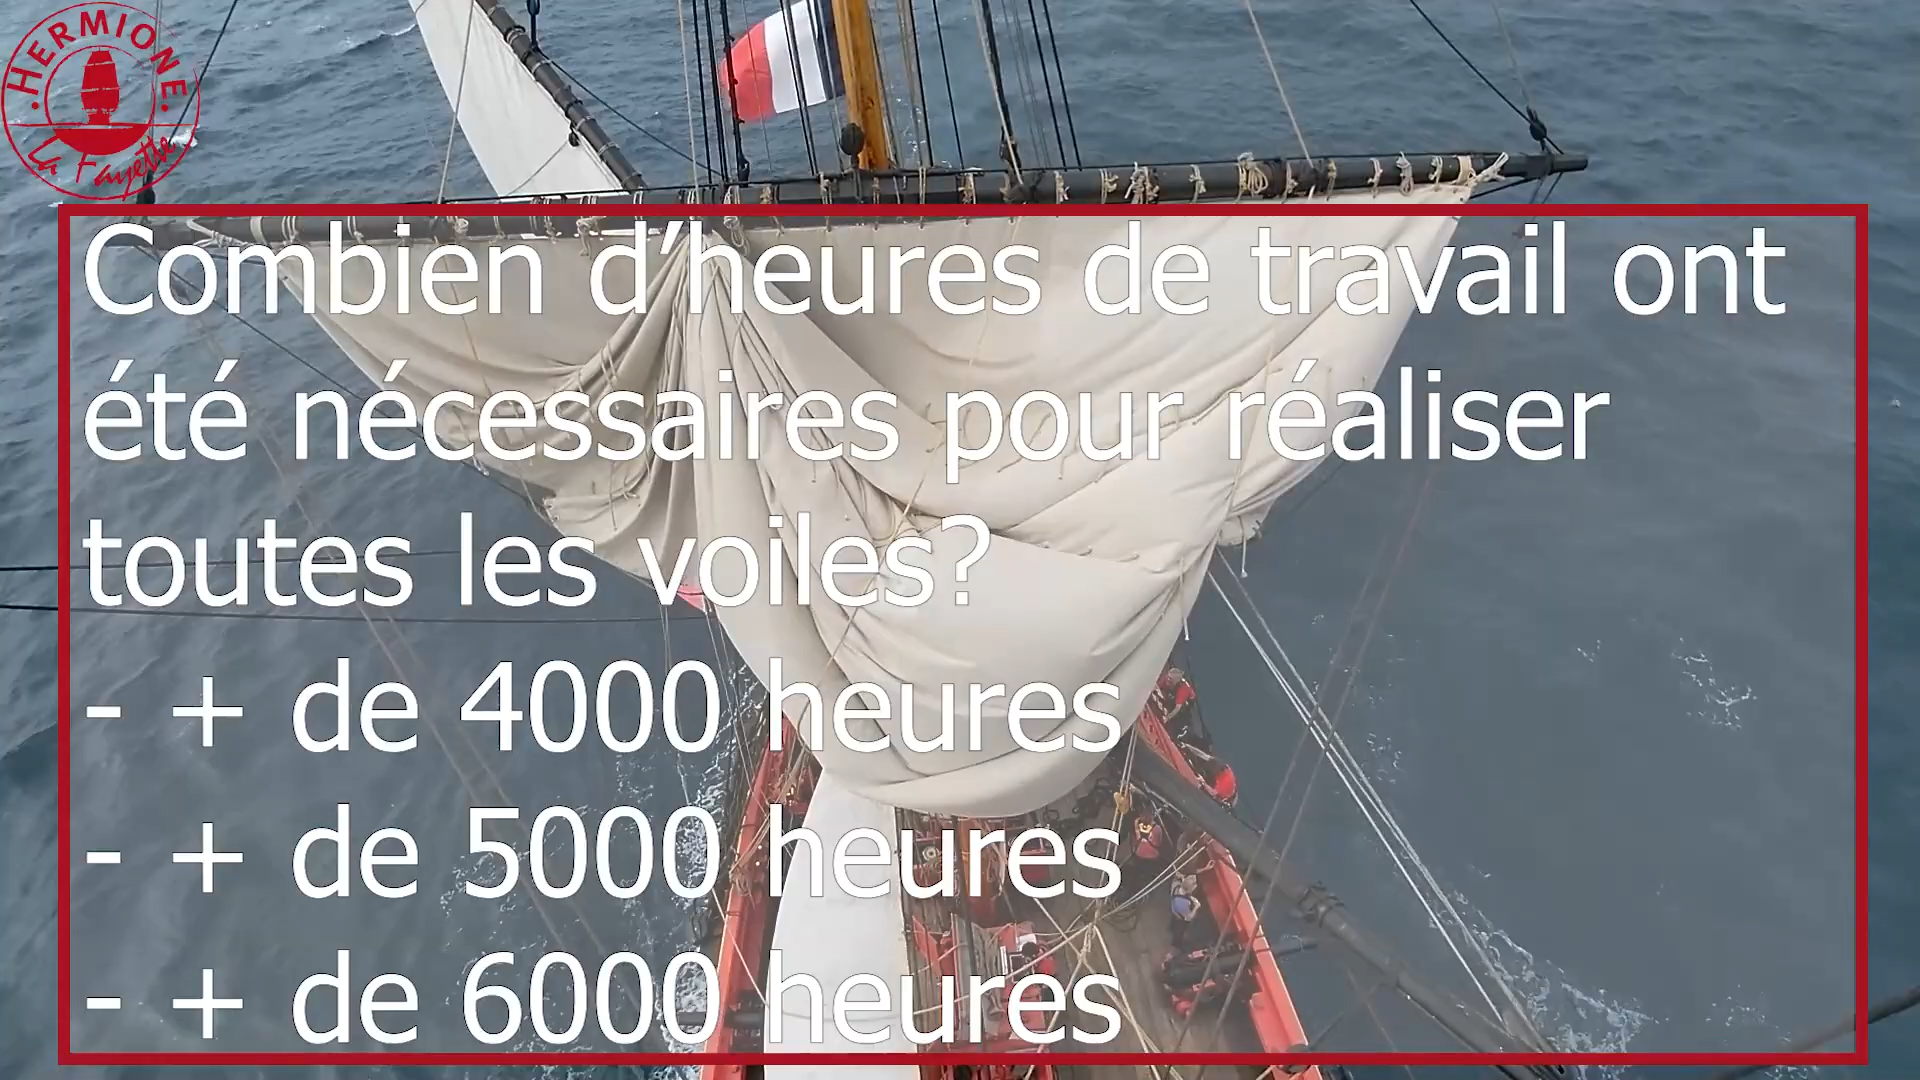 HERMIONE
La Fayette
Combien d’heures de travail ont
été nécessaires pour réaliser
toutes les voiles?
- + de 4000 heures
- + de 5000 heures
- + de 6000 heures